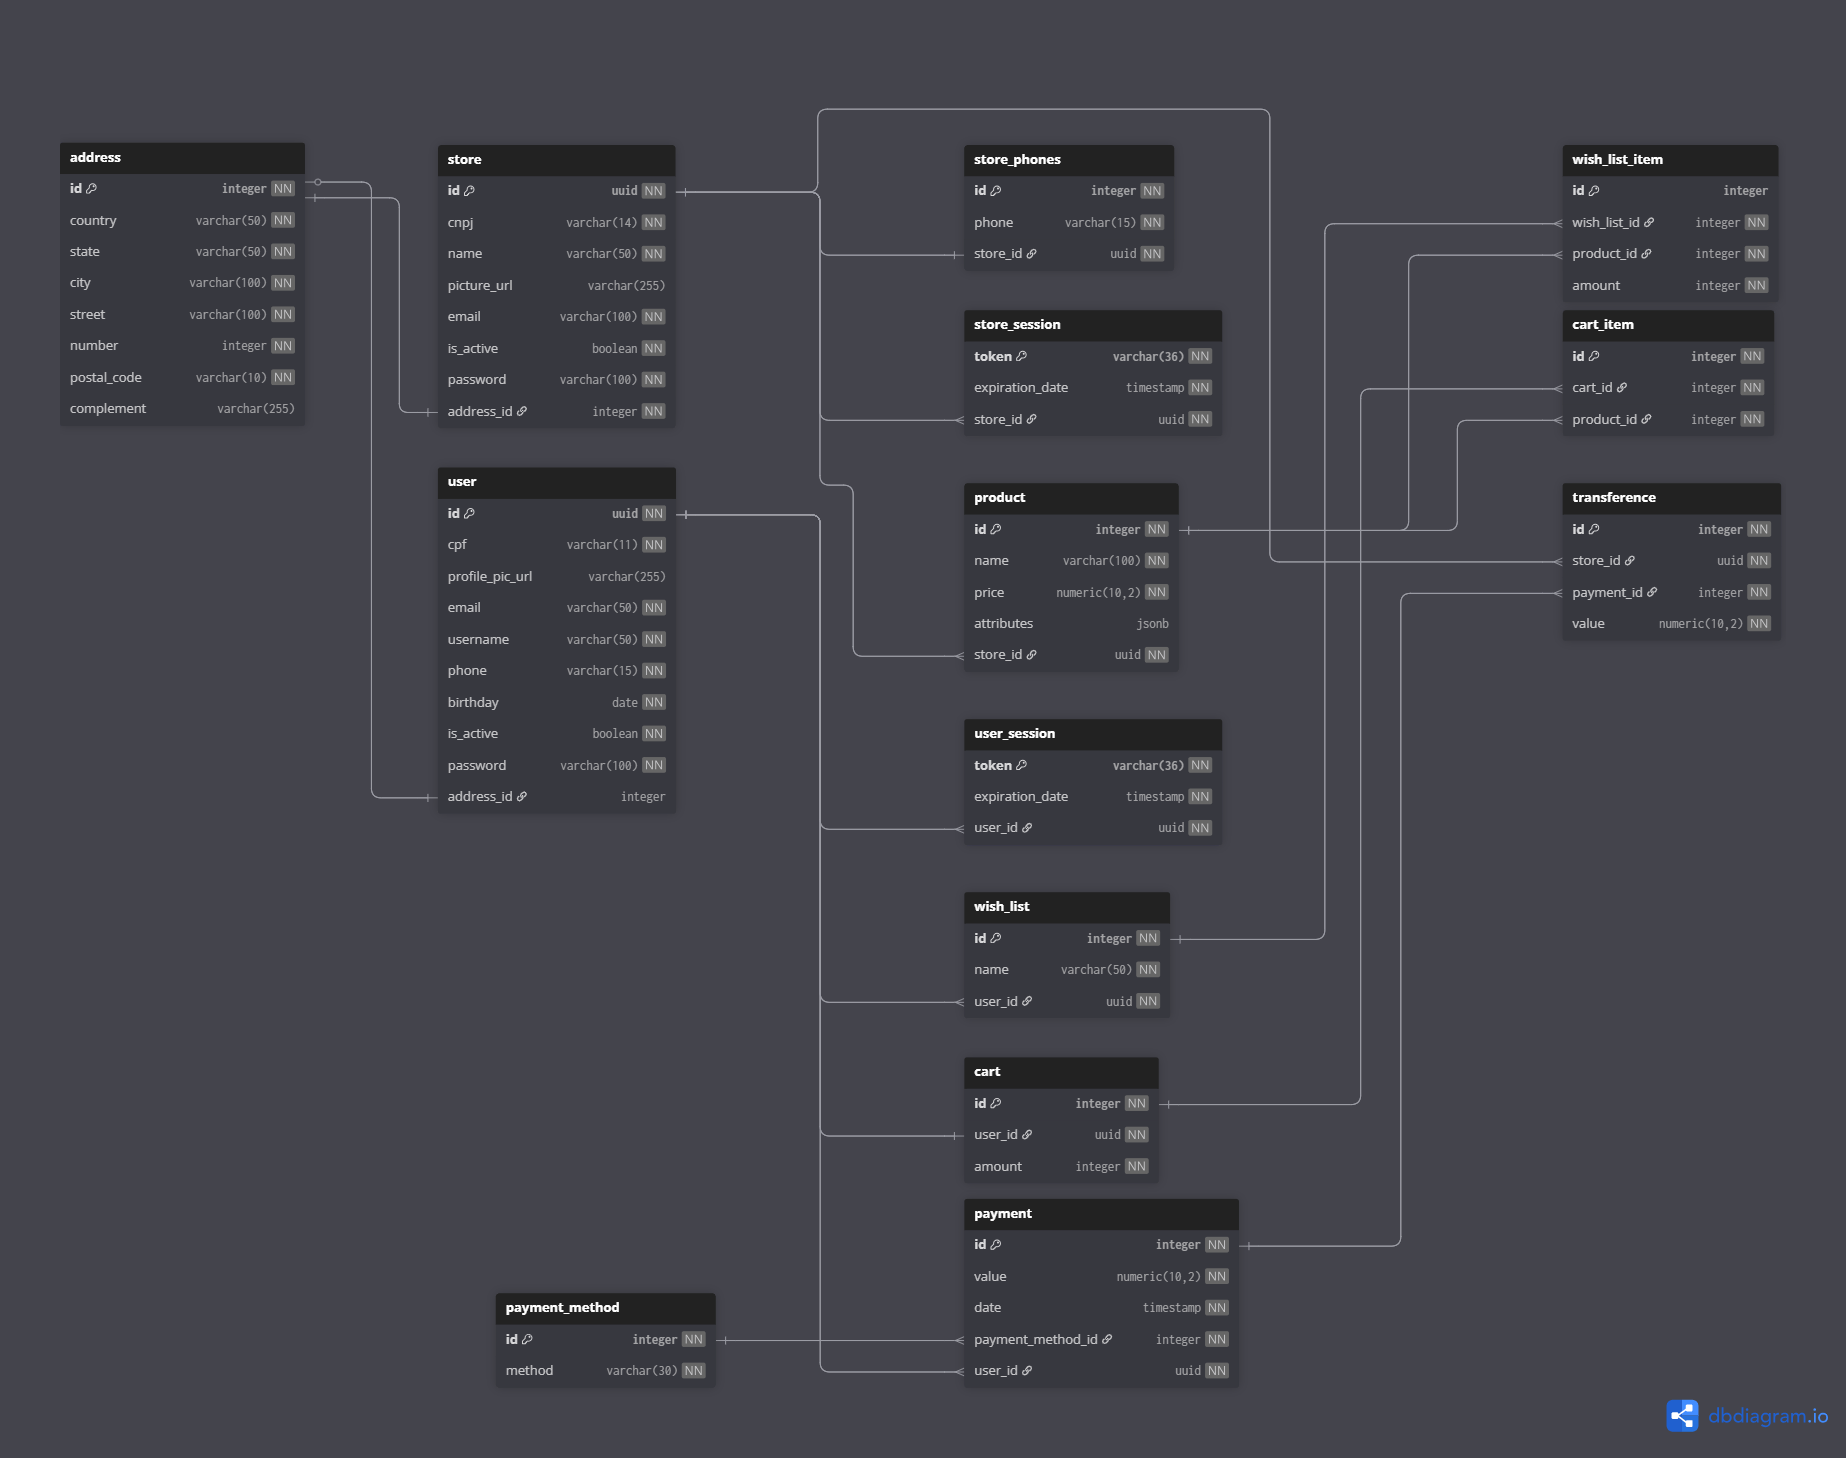 address
id integer NN
country varchar(50) NN
state varchar(50) NN
city varchar(100) NN
street varchar(100) NN
number integer NN
postal_code varchar(10) NN
complement varchar(255)
store
id uuid NN
cnpj varchar(14) NN
name varchar(50) NN
picture_url varchar(255)
email varchar(100) NN
is_active boolean NN
password varchar(100) NN
address_id integer NN
user
id uuid NN
cpf varchar(11) NN
profile_pic_url varchar(255)
email varchar(50) NN
username varchar(50) NN
phone varchar(15) NN
birthday date NN
is_active boolean NN
password varchar(100) NN
address_id integer
payment_method
id integer NN
method varchar(30) NN
store_phones
id integer NN
phone varchar(15) NN
store_id uuid NN
store_session
token varchar(36) NN
expiration_date timestamp NN
store_id uuid NN
product
id integer NN
name varchar(100) NN
price numeric(10,2) NN
attributes jsonb
store_id uuid NN
user_session
token varchar(36) NN
expiration_date timestamp NN
user_id uuid NN
wish_list
id integer NN
name varchar(50) NN
user_id uuid NN
cart
id integer NN
user_id uuid NN
amount integer NN
payment
id integer NN
value numeric(10,2) NN
date timestamp NN
payment_method_id integer NN
user_id uuid NN
wish_list_item
id integer
wish_list_id integer NN
product_id integer NN
amount integer NN
cart_item
id integer NN
cart_id integer NN
product_id integer NN
transference
id integer NN
store_id uuid NN
payment_id integer NN
value numeric(10,2) NN
dbdiagram.io